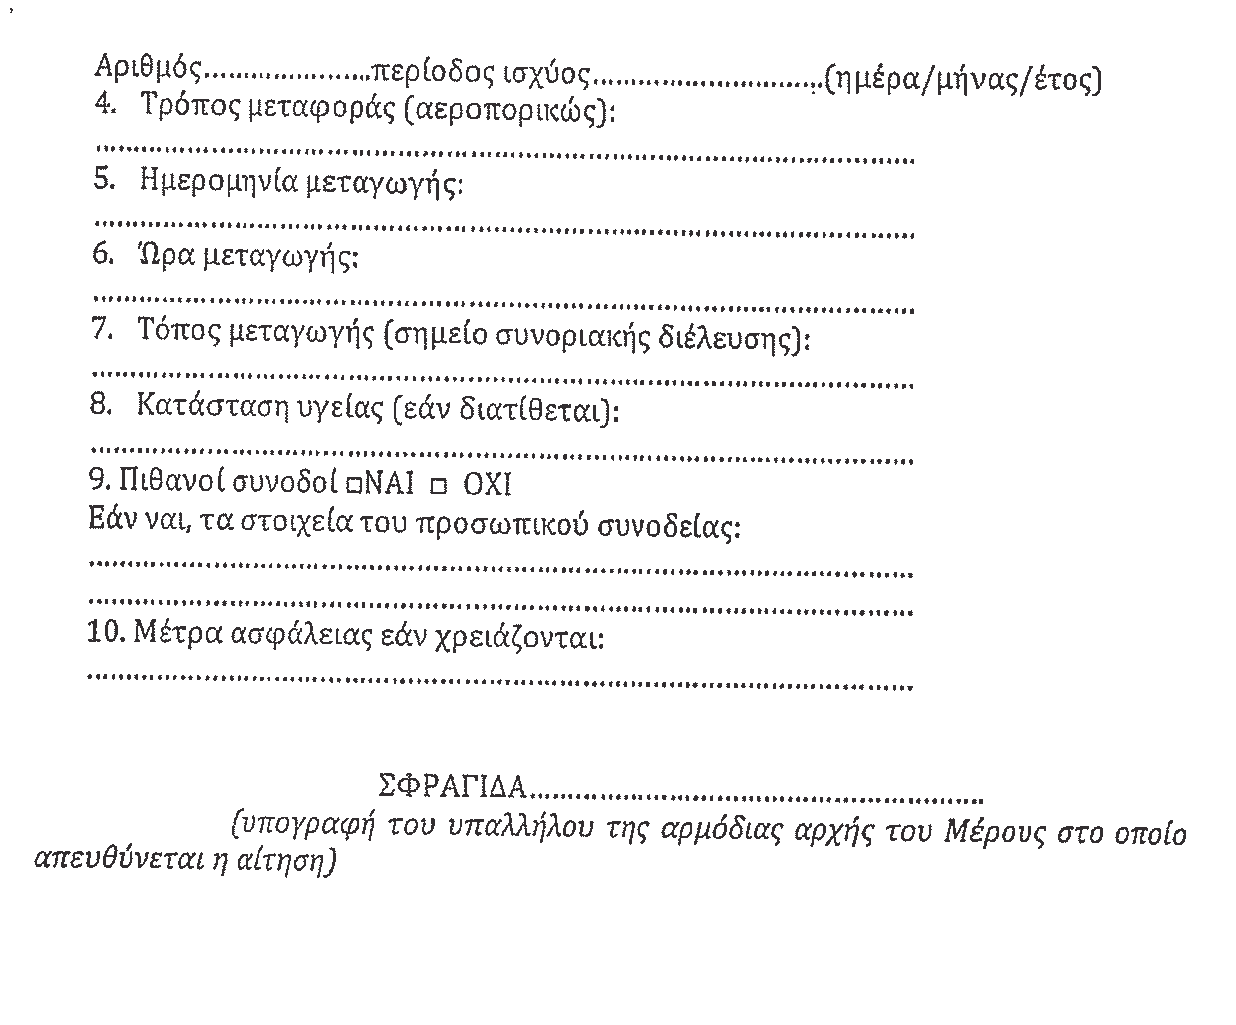 Αριθμός......................περίοδος ισχύος..............................(ημέρα/μήνας/έτος)
4. Τρόπος μεταφοράς (αεροπορικώς):
..........................................................................................................
5. Ημερομηνία μεταγωγής:
..........................................................................................................
6. Ώρα μεταγωγής:
..........................................................................................................
7. Τόπος μεταγωγής (σημείο συνοριακής διέλευσης):
..........................................................................................................
8. Κατάσταση υγείας (εάν διατίθεται):
..........................................................................................................
9. Πιθανοί συνοδοί □ΝΑΙ □ ΟΧΙ
Εάν ναι, τα στοιχεία του προσωπικού συνοδείας:
..........................................................................................................
..........................................................................................................
10. Μέτρα ασφάλειας εάν χρειάζονται:
..........................................................................................................
ΣΦΡΑΓΙΔΑ..........................................................
(υπογραφή του υπαλλήλου της αρμόδιας αρχής του Μέρους στο οποίο
απευθύνεται η αίτηση)